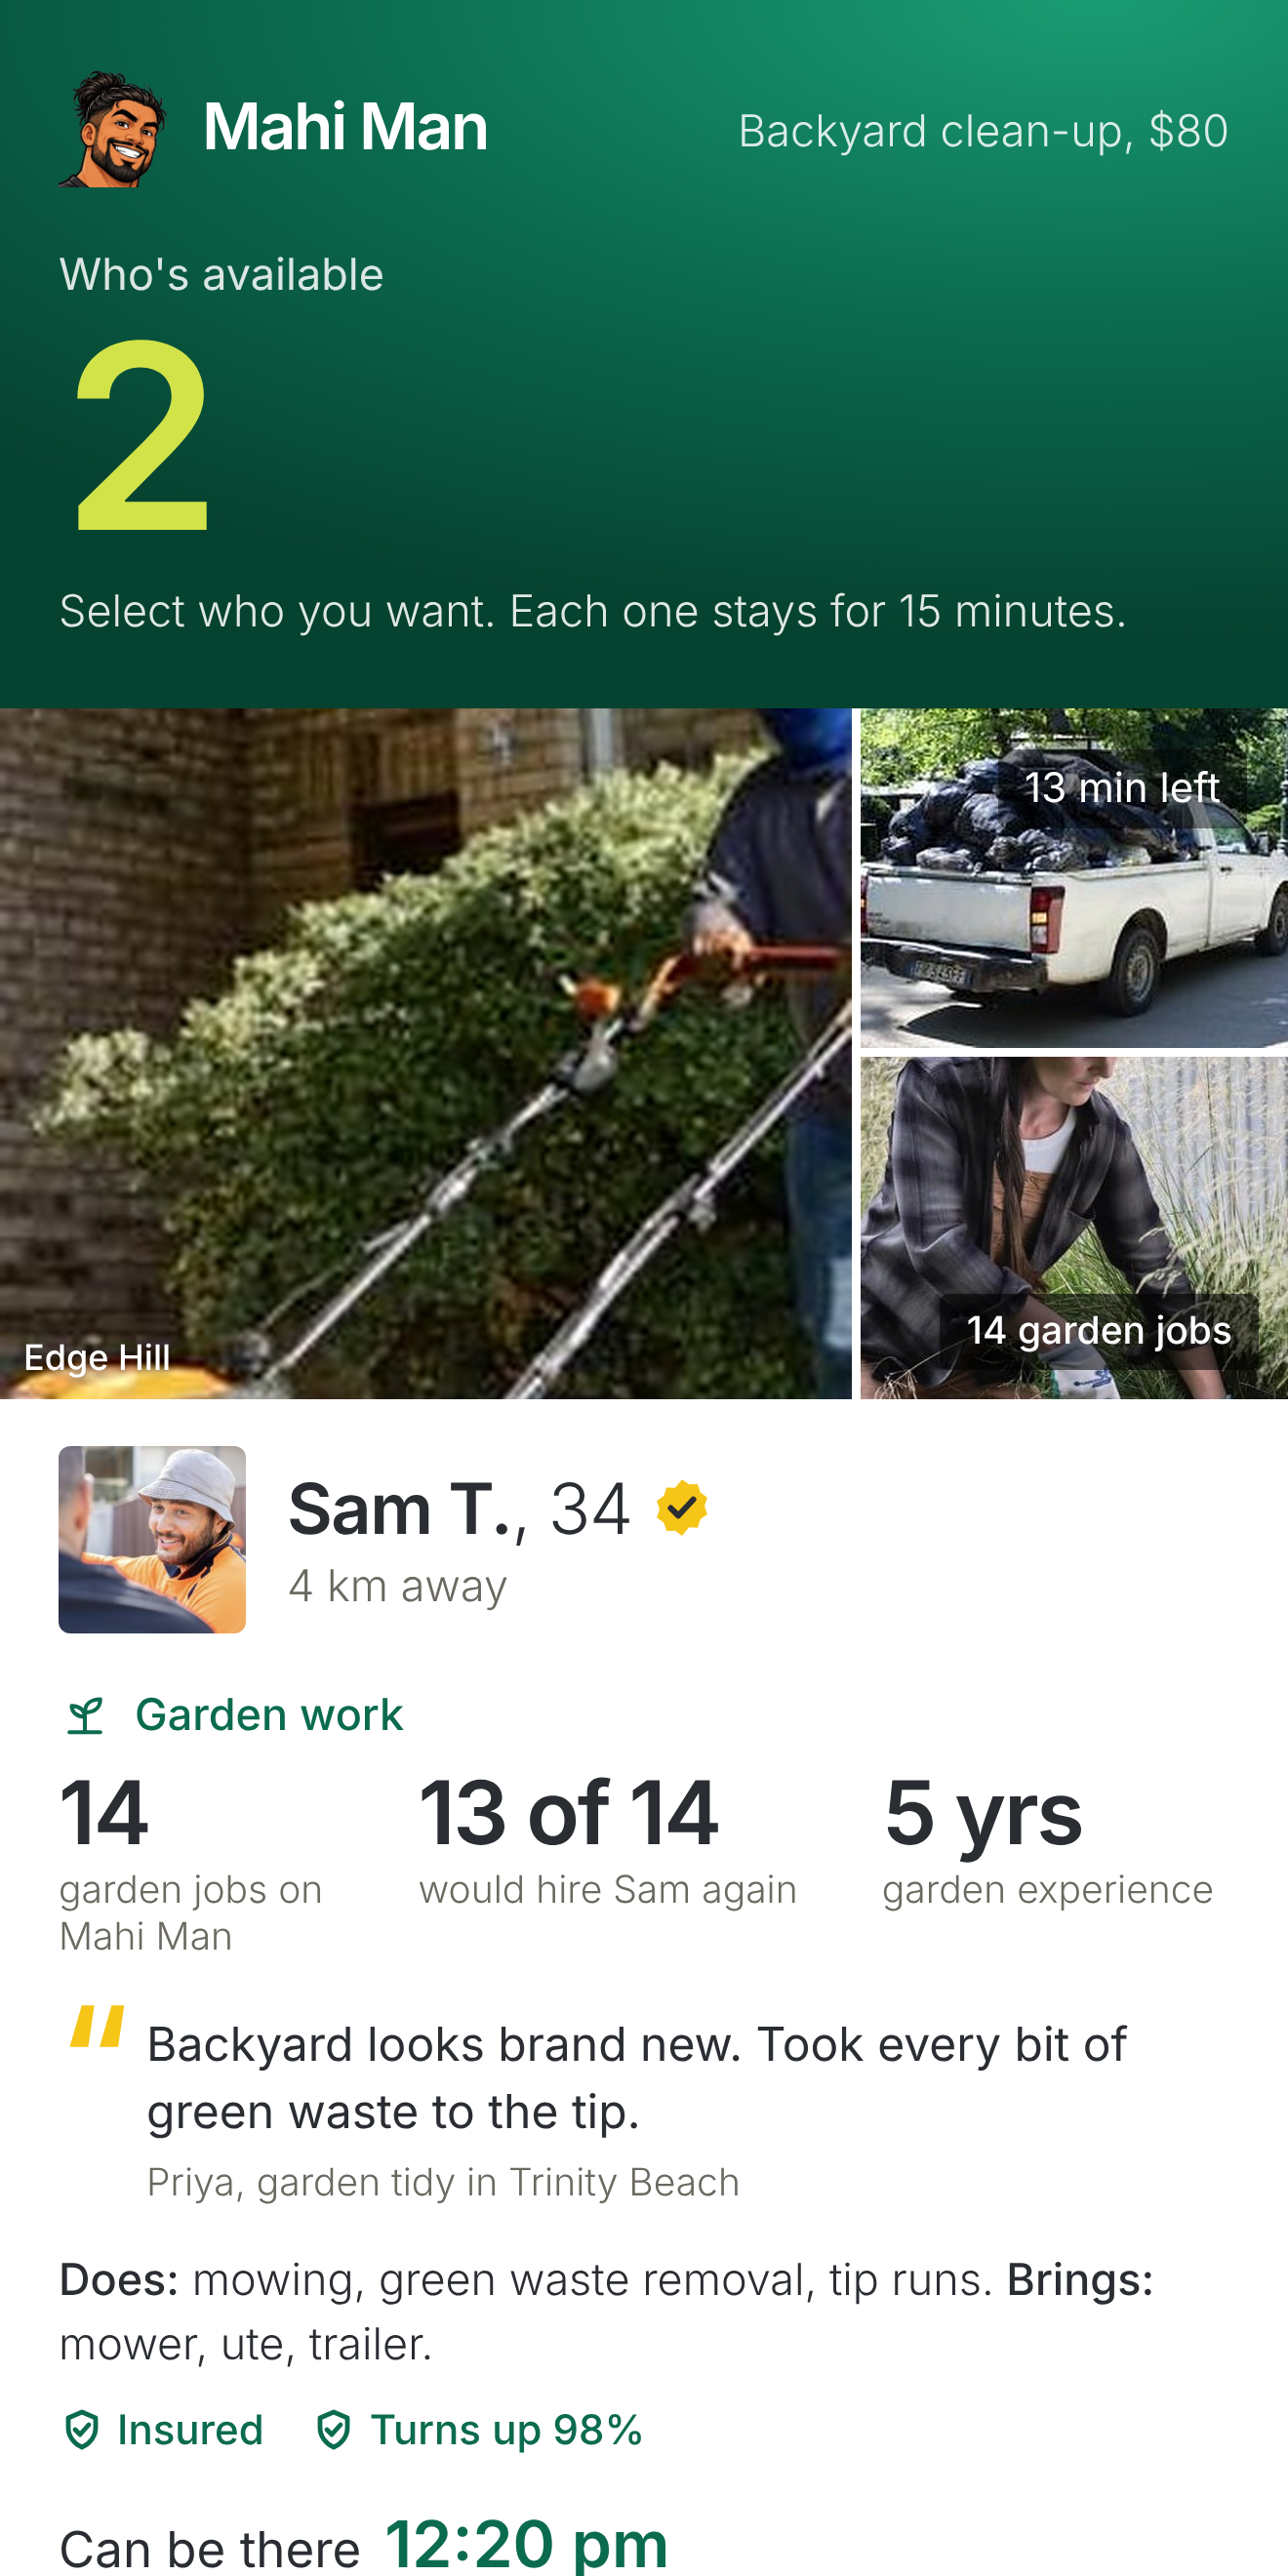 Mahi Man
Backyard clean-up, $80
Who's available
2
Select who you want. Each one stays for 15 minutes.
13 min left
14 garden jobs
Edge Hill
Sam T., 34
4 km away
Garden work
14
garden jobs on
Mahi Man
13 of 14
would hire Sam again
5 yrs
garden experience
"Backyard looks brand new. Took every bit of
green waste to the tip.
Priya, garden tidy in Trinity Beach
Does: mowing, green waste removal, tip runs. Brings:
mower, ute, trailer.
Insured
Turns up 98%
Can be there 12:20 pm